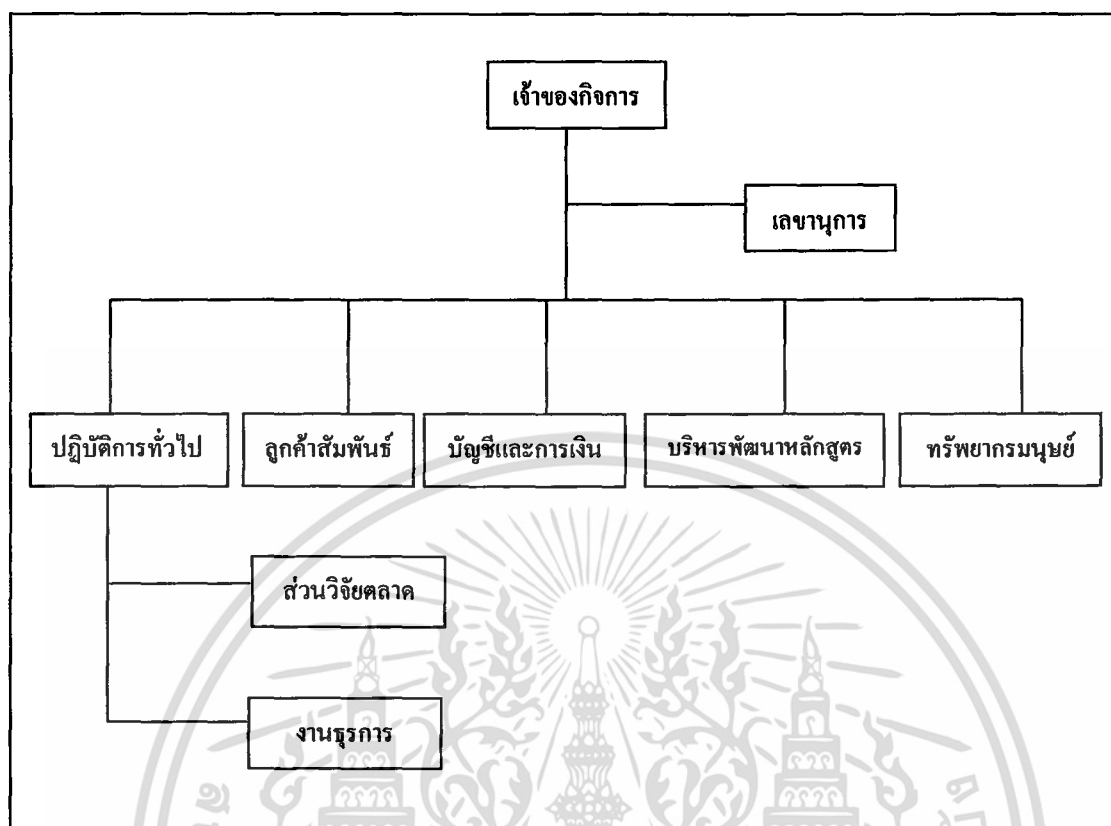 เจ้าของกิจการ
เลขานุการ
ปฏิบัติการทั่วไป
ลูกค้าสัมพันธ์
บัญชีและการเงิน
บริหารพัฒนาหลักสูตร
ทรัพยากรมนุษย์
ส่วนวิจัยตลาด
งานธุรการ